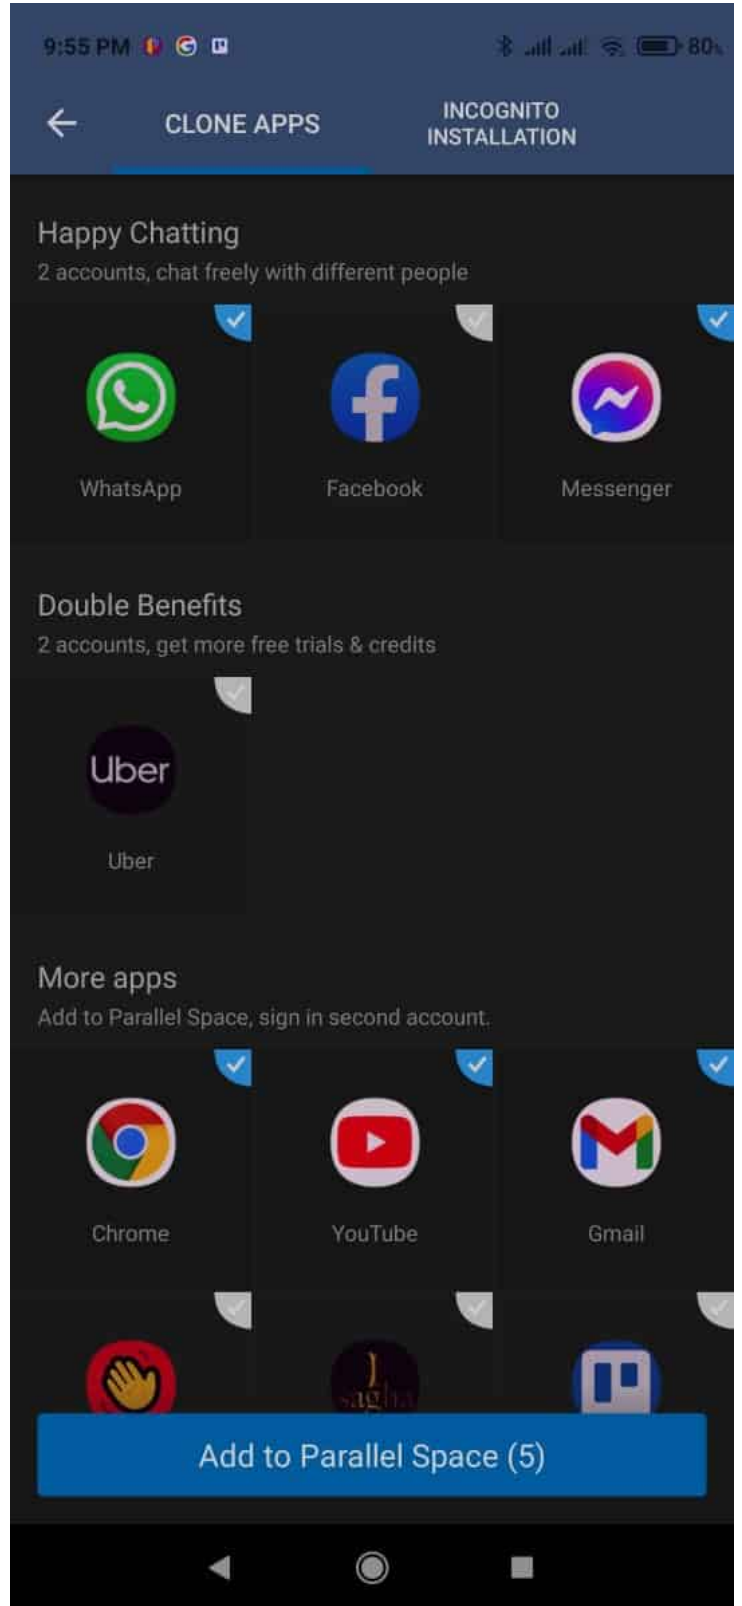 9:55 PM
80%
CLONE APPS
INCOGNITO
INSTALLATION
Happy Chatting
2 accounts, chat freely with different people
WhatsApp
Facebook
Messenger
Double Benefits
2 accounts, get more free trials & credits
Uber
Uber
More apps
Add to Parallel Space, sign in second account.
Chrome
YouTube
Gmail
sagha
Add to Parallel Space (5)